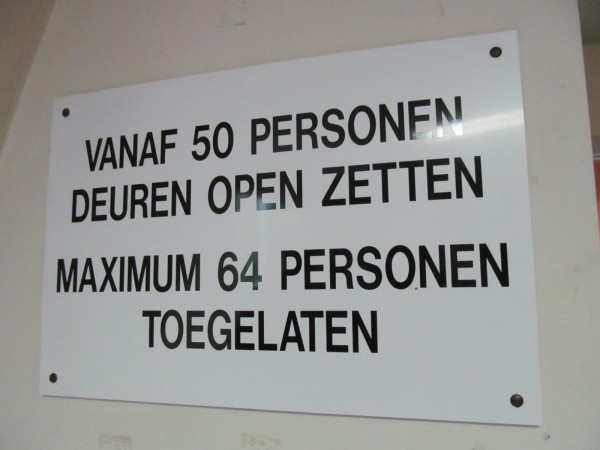 VANAF 50 PERSONEN
DEUREN OPEN ZETTEN
MAXIMUM 64 PERSONEN
TOEGELATEN